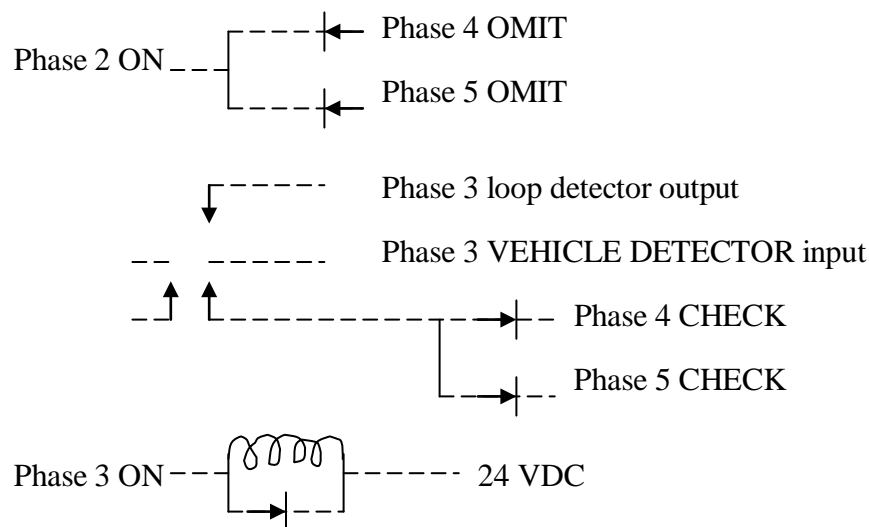 Phase 4 OMIT
Phase 2 ON
Phase 5 OMIT
Phase 3 loop detector output
Phase 3 VEHICLE DETECTOR input
Phase 4 CHECK
Phase 5 CHECK
Phase 3 ON
24 VDC